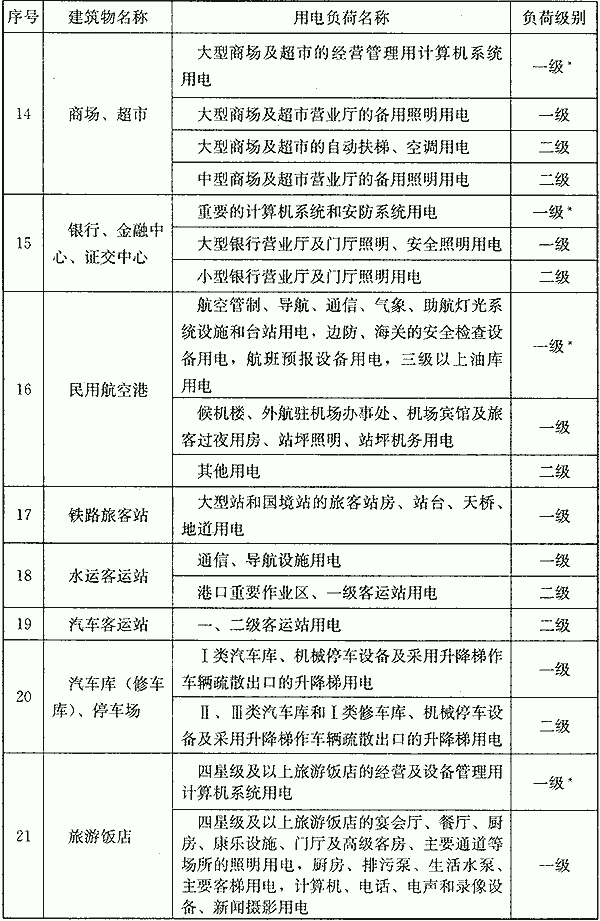 序号 建筑物名称 用电负荷名称 负荷级别
14 商场、超市
大型商场及超市的经营管理用计算机系统
用电
一级*
大型商场及超市营业厅的备用照明用电 一级
大型商场及超市的自动扶梯、空调用电 二级
中型商场及超市营业厅的备用照明用电 二级
15
银行、金融中
心、证交中心
重要的计算机系统和安防系统用电 一级*
大型银行营业厅及门厅照明、安全照明用电 一级
小型银行营业厅及门厅照明用电 二级
16 民用航空港
航空管制、导航、通信、气象、助航灯光系
统设施和台站用电，边防、海关的安全检查设
备用电，航班预报设备用电，三级以上油库
用电
一级*
候机楼、外航驻机场办事处、机场宾馆及旅
客过夜用房、站坪照明、站坪机务用电
一级
其他用电 二级
17 铁路旅客站
大型站和国境站的旅客站房、站台、天桥、
地道用电
一级
18 水运客运站
通信、导航设施用电 一级
港口重要作业区、一级客运站用电 二级
19 汽车客运站 一、二级客运站用电 二级
20
汽车库（修车
库）、停车场
Ⅰ类汽车库、机械停车设备及采用升降梯作
车辆疏散出口的升降梯用电
一级
Ⅱ、Ⅲ类汽车库和Ⅰ类修车库、机械停车设
备及采用升降梯作车辆疏散出口的升降梯用电
二级
21 旅游饭店
四星级及以上旅游饭店的经营及设备管理用
计算机系统用电
一级*
四星级及以上旅游饭店的宴会厅、餐厅、厨
房、康乐设施、门厅及高级客房、主要通道等
场所的照明用电，厨房、排污泵、生活水泵、
主要客梯用电，计算机、电话、电声和录像设
备、新闻摄影用电
一级